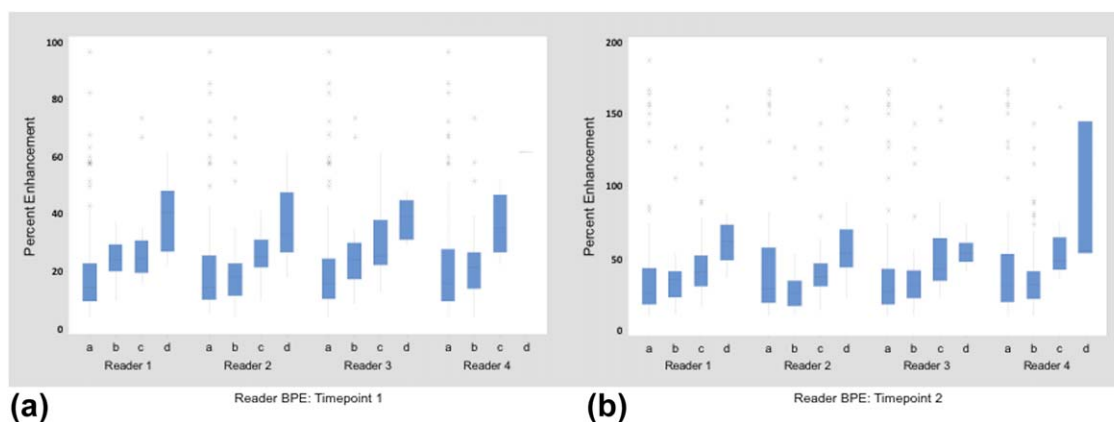 100
80
60
40
20
0
Percent Enhancement
a b c d a b c d a b c d a b c d
Reader 1 Reader 2 Reader 3 Reader 4
Reader BPE: Timepoint 1
(a)
200
150
100
50
0
Percent Enhancement
a b c d a b c d a b c d a b c d
Reader 1 Reader 2 Reader 3 Reader 4
Reader BPE: Timepoint 2
(b)